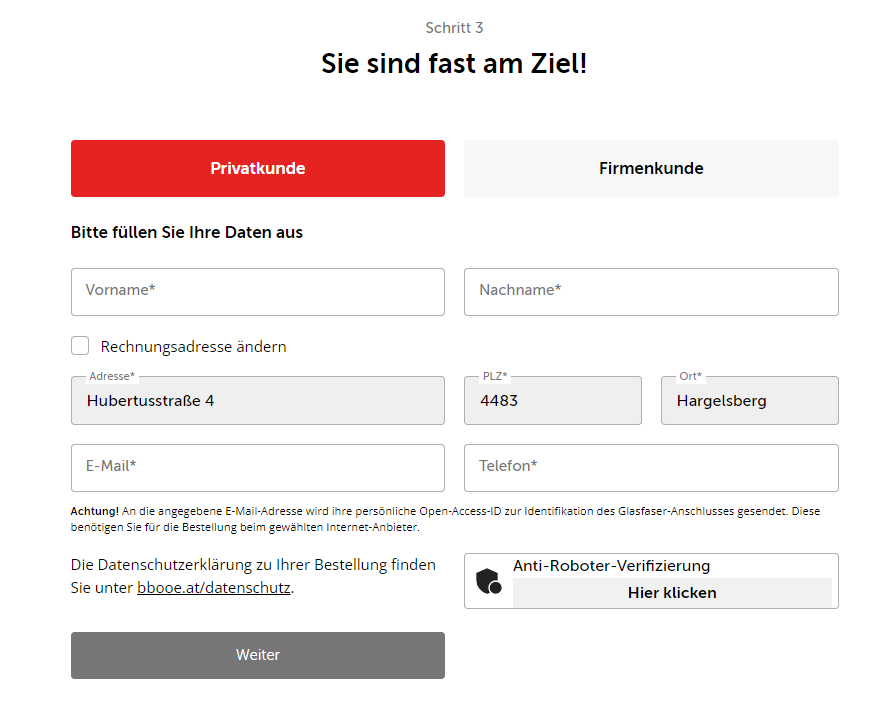 Schritt 3
Sie sind fast am Ziel!
Privatkunde
Firmenkunde
Bitte füllen Sie Ihre Daten aus
Vorname*
Nachname*
Rechnungsadresse ändern
Adresse*
Hubertusstraße 4
PLZ*
4483
Ort*
Hargelsberg
E-Mail*
Telefon*
Achtung! An die angegebene E-Mail-Adresse wird ihre persönliche Open-Access-ID zur Identifikation des Glasfaser-Anschlusses gesendet. Diese
benötigen Sie für die Bestellung beim gewählten Internet-Anbieter.
Die Datenschutzerklärung zu Ihrer Bestellung finden
Sie unter bbooe.at/datenschutz.
Anti-Roboter-Verifizierung
Hier klicken
Weiter